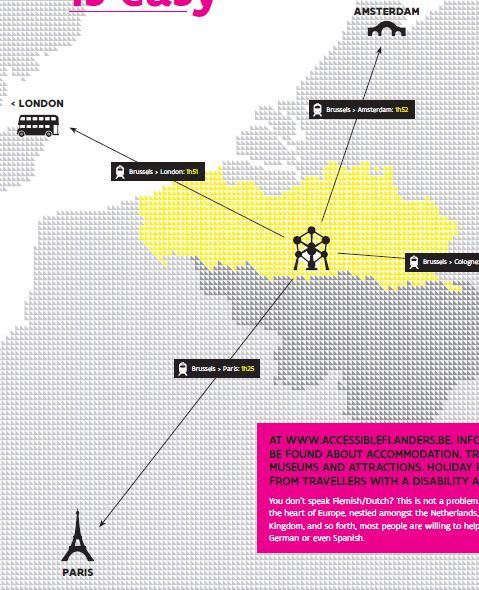 is easy
AMSTERDAM
< LONDON
Brussels > Amsterdam: 1h52
Brussels > London: 1h51
Brussels > Cologne:
Brussels > Paris: 1h25
AT WWW.ACCESSIBLEFLANDERS.BE, INFO
BE FOUND ABOUT ACCOMMODATION, TR
MUSEUMS AND ATTRACTIONS, HOLIDAY
FROM TRAVELLERS WITH A DISABILITY A
You don't speak Flemish/Dutch? This is not a problem.
the heart of Europe, nestled amongst the Netherlands,
Kingdom, and so forth, most people are willing to help
German or even Spanish.
PARIS